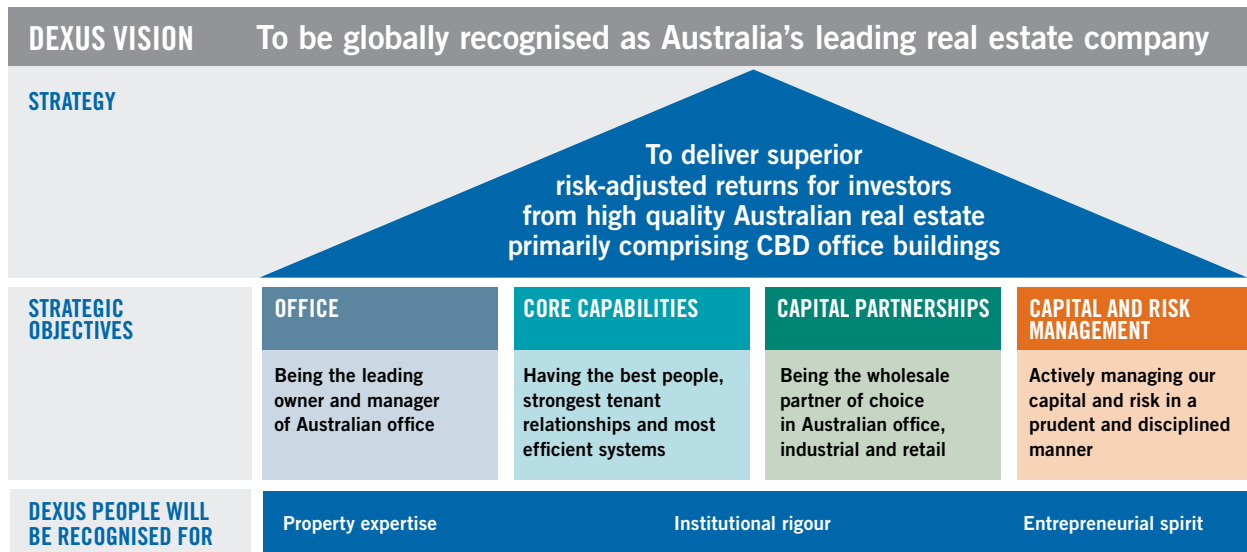 DEXUS VISION To be globally recognised as Australia's leading real estate company
STRATEGY
To deliver superior
risk-adjusted returns for investors
from high quality Australian real estate
primarily comprising CBD office buildings
STRATEGIC
OBJECTIVES
OFFICE
Being the leading
owner and manager
of Australian office
CORE CAPABILITIES
Having the best people,
strongest tenant
relationships and most
efficient systems
CAPITAL PARTNERSHIPS
Being the wholesale
partner of choice
in Australian office,
industrial and retail
CAPITAL AND RISK
MANAGEMENT
Actively managing our
capital and risk in a
prudent and disciplined
manner
DEXUS PEOPLE WILL
BE RECOGNISED FOR
Property expertise
Institutional rigour
Entrepreneurial spirit